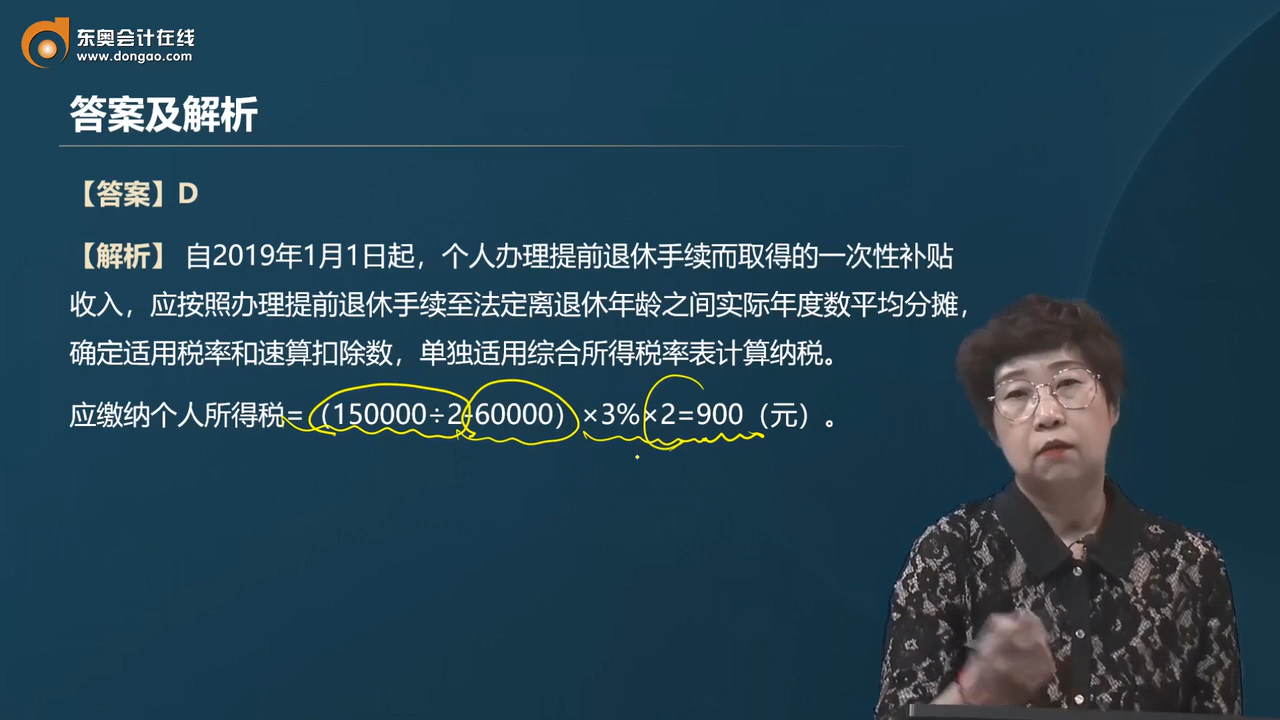 东奥会计在线
www.dongao.com
答案及解析
【答案】D
【解析】 自2019年1月1日起，个人办理提前退休手续而取得的一次性补贴
收入，应按照办理提前退休手续至法定离退休年龄之间实际年度数平均分摊，
确定适用税率和速算扣除数，单独适用综合所得税率表计算纳税。
应缴纳个人所得税=（150000÷2-60000）×3%×2=900（元）。